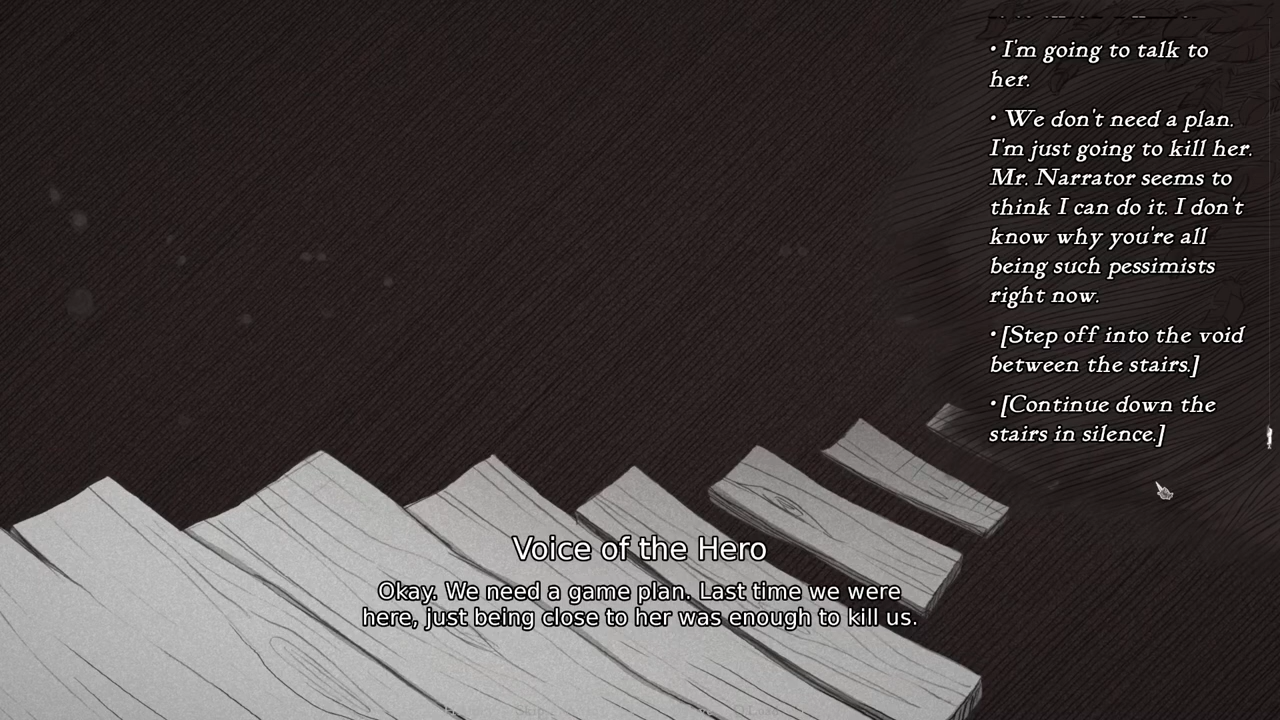 • I'm going to talk to
her.
• We don't need a plan.
I'm just going to kill her.
Mr. Narrator seems to
think I can do it. I don't
know why you're all
being such pessimists
right now.
• [Step off into the void
between the stairs.]
• [Continue down the
stairs in silence.]
Voice of the Hero
Okay. We need a game plan. Last time we were
here, just being close to her was enough to kill us.